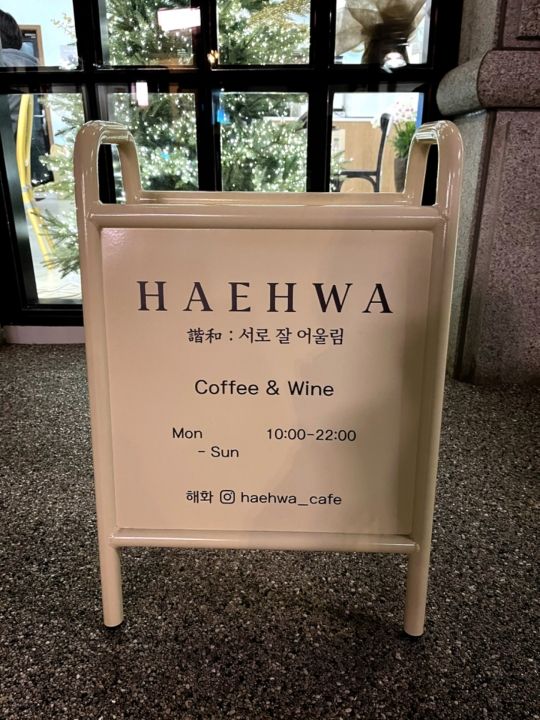 HAEHWA
諧和 : 서로 잘 어울림
Coffee & Wine
Mon 10:00-22:00
- Sun
해화 haehwa_cafe